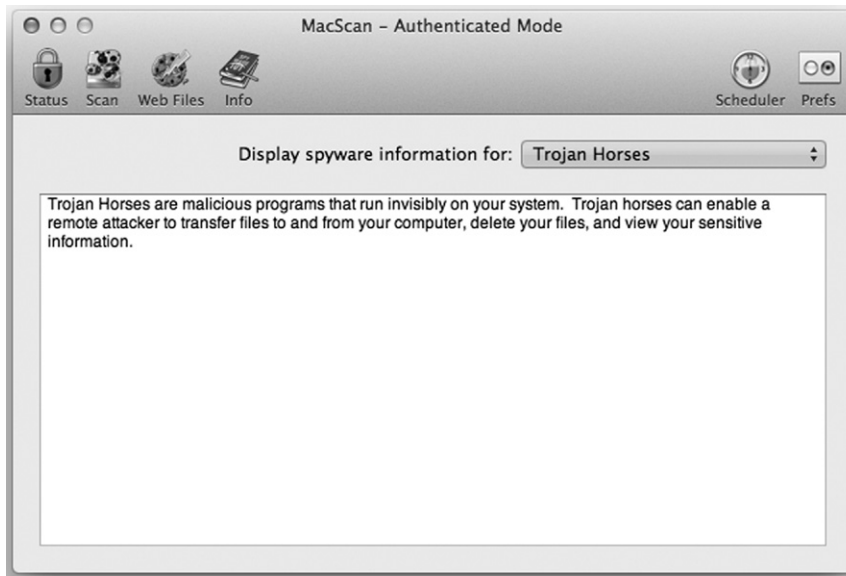 MacScan – Authenticated Mode
Status Scan Web Files Info Scheduler Prefs
Display spyware information for: Trojan Horses
Trojan Horses are malicious programs that run invisibly on your system. Trojan horses can enable a
remote attacker to transfer files to and from your computer, delete your files, and view your sensitive
information.